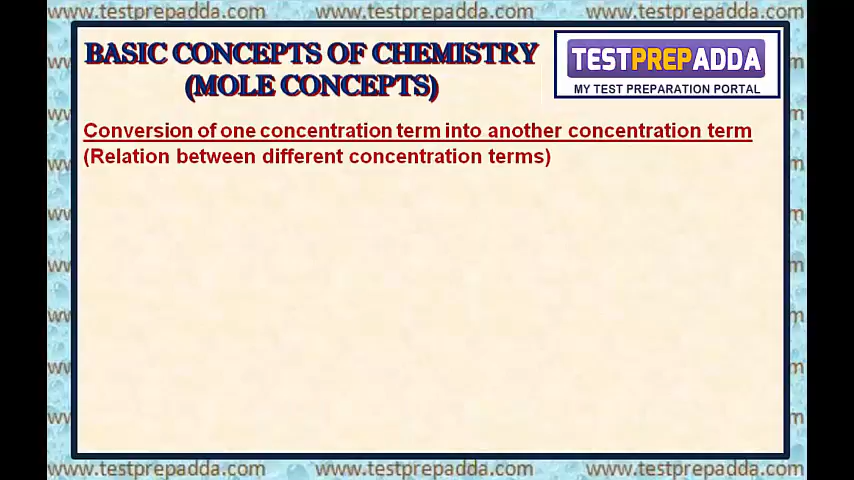 www.testprepadda.com www.testprepadda.com www.testprepadda.com
BASIC CONCEPTS OF CHEMISTRY
(MOLE CONCEPTS)
TESTPREPADDA
MY TEST PREPARATION PORTAL
Conversion of one concentration term into another concentration term
(Relation between different concentration terms)
www.testprepadda.com www.testprepadda.com www.testprepadda.com